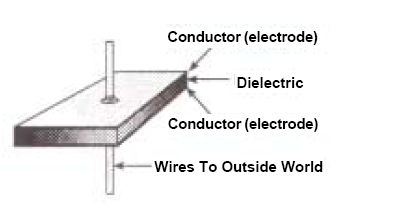 Conductor (electrode)
Dielectric
Conductor (electrode)
Wires To Outside World